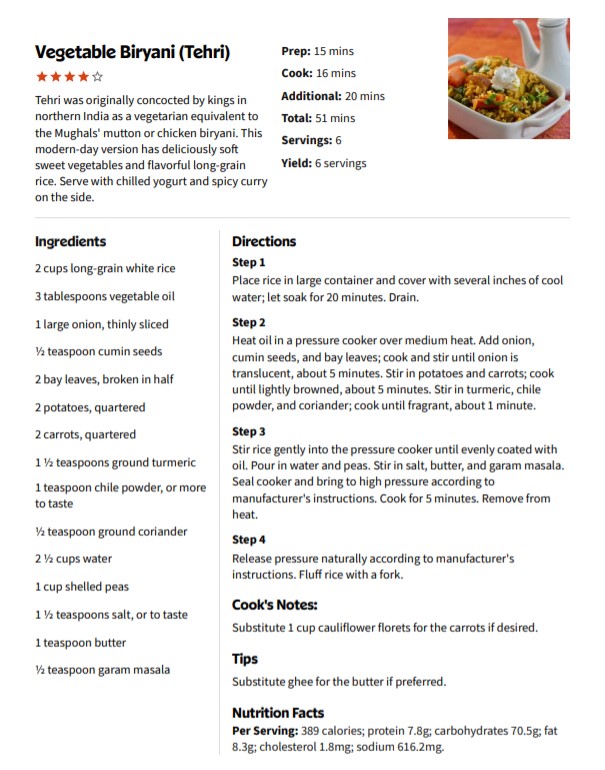 Vegetable Biryani (Tehri)
Tehri was originally concocted by kings in
northern India as a vegetarian equivalent to
the Mughals' mutton or chicken biryani. This
modern-day version has deliciously soft
sweet vegetables and flavorful long-grain
rice. Serve with chilled yogurt and spicy curry
on the side.
Prep: 15 mins
Cook: 16 mins
Additional: 20 mins
Total: 51 mins
Servings: 6
Yield: 6 servings
Ingredients
2 cups long-grain white rice
3 tablespoons vegetable oil
1 large onion, thinly sliced
½ teaspoon cumin seeds
2 bay leaves, broken in half
2 potatoes, quartered
2 carrots, quartered
1 ½ teaspoons ground turmeric
1 teaspoon chile powder, or more
to taste
½ teaspoon ground coriander
2 ½ cups water
1 cup shelled peas
1 ½ teaspoons salt, or to taste
1 teaspoon butter
½ teaspoon garam masala
Directions
Step 1
Place rice in large container and cover with several inches of cool
water; let soak for 20 minutes. Drain.
Step 2
Heat oil in a pressure cooker over medium heat. Add onion,
cumin seeds, and bay leaves; cook and stir until onion is
translucent, about 5 minutes. Stir in potatoes and carrots; cook
until lightly browned, about 5 minutes. Stir in turmeric, chile
powder, and coriander; cook until fragrant, about 1 minute.
Step 3
Stir rice gently into the pressure cooker until evenly coated with
oil. Pour in water and peas. Stir in salt, butter, and garam masala.
Seal cooker and bring to high pressure according to
manufacturer's instructions. Cook for 5 minutes. Remove from
heat.
Step 4
Release pressure naturally according to manufacturer's
instructions. Fluff rice with a fork.
Cook's Notes:
Substitute 1 cup cauliflower florets for the carrots if desired.
Tips
Substitute ghee for the butter if preferred.
Nutrition Facts
Per Serving: 389 calories; protein 7.8g; carbohydrates 70.5g; fat
8.3g; cholesterol 1.8mg; sodium 616.2mg.